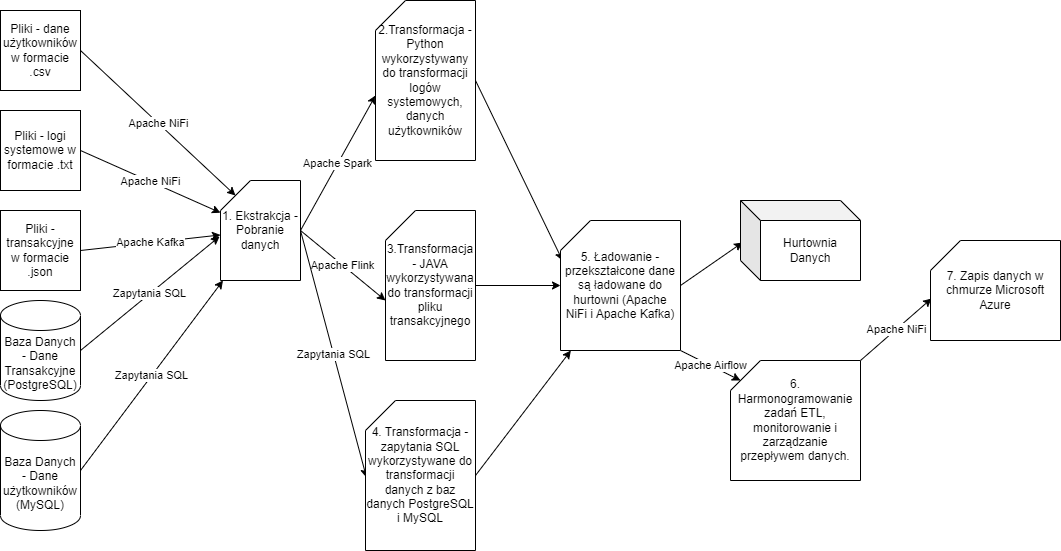 Pliki - dane
użytkowników
w formacie
.csv
Apache NiFi
Pliki - logi
systemowe w
formacie .txt
Apache NiFi
Pliki -
transakcyjne
w formacie
.json
Apache Kafka
Zapytania SQL
Baza Danych
- Dane
Transakcyjne
(PostgreSQL)
Zapytania SQL
Baza Danych
- Dane
użytkowników
(MySQL)
1. Ekstrakcja -
Pobranie
danych
Apache Spark
Apache Flink
Zapytania SQL
2.Transformacja -
Python
wykorzystywany
do transformacji
logów
systemowych,
danych
użytkowników
3.Transformacja
- JAVA
wykorzystywana
do transformacji
pliku
transakcyjnego
4. Transformacja -
zapytania SQL
wykorzystywane do
transformacji
danych z baz
danych PostgreSQL
i MySQL
5. Ładowanie -
przekształcone dane
są ładowane do
hurtowni (Apache
NiFi i Apache Kafka)
Hurtownia
Danych
Apache Airflow
6.
Harmonogramowanie
zadań ETL,
monitorowanie i
zarządzanie
przepływem danych.
Apache NiFi
7. Zapis danych w
chmurze Microsoft
Azure